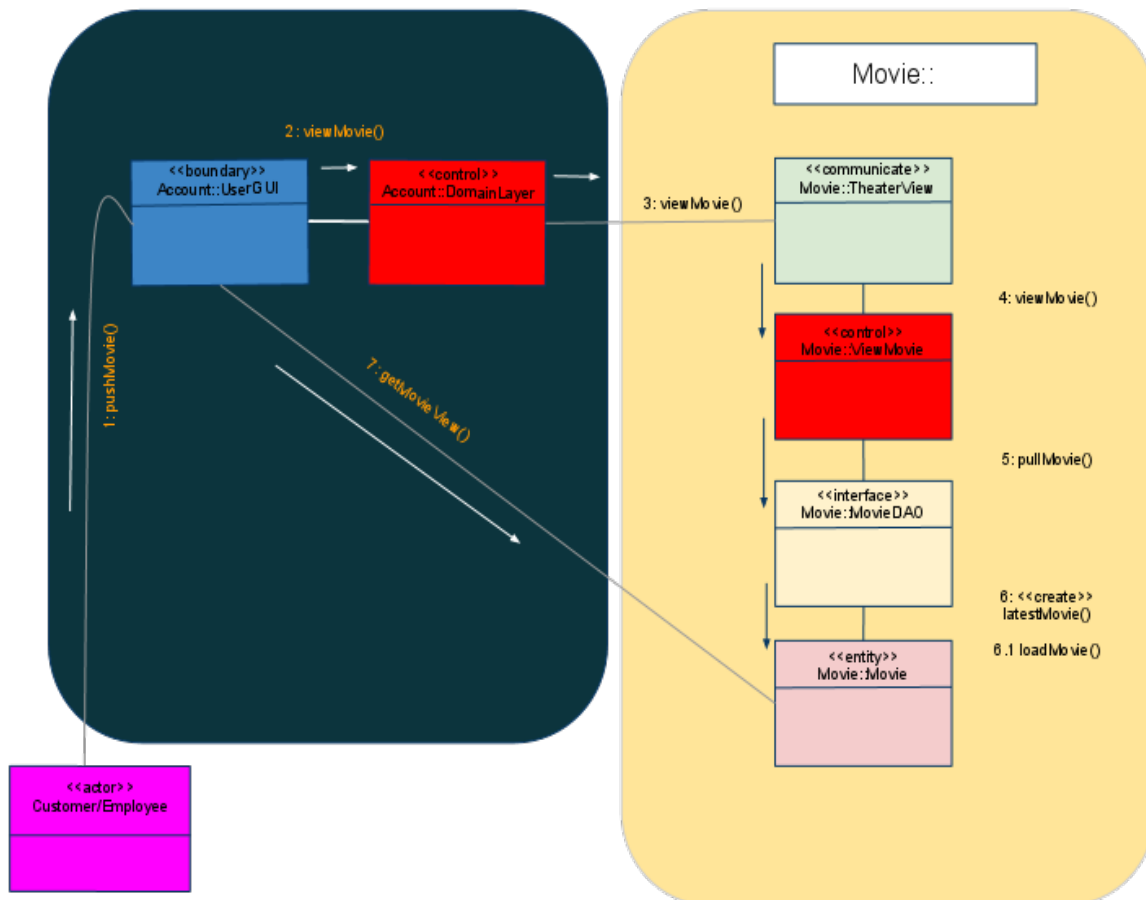 Movie::
2: viewMovie()
<<boundary>>
Account::UserGUI
<<control>>
Account::DomainLayer
<<communicate>>
Movie::TheaterView
3: viewMovie()
4: viewMovie()
<<control>>
Movie::ViewMovie
1: pushMovie()
7: getMovieView()
5: pullMovie()
<<interface>>
Movie::MovieDAO
6: <<create>>
latestMovie()
6.1 loadMovie()
<<entity>>
Movie::Movie
<<actor>>
Customer/Employee